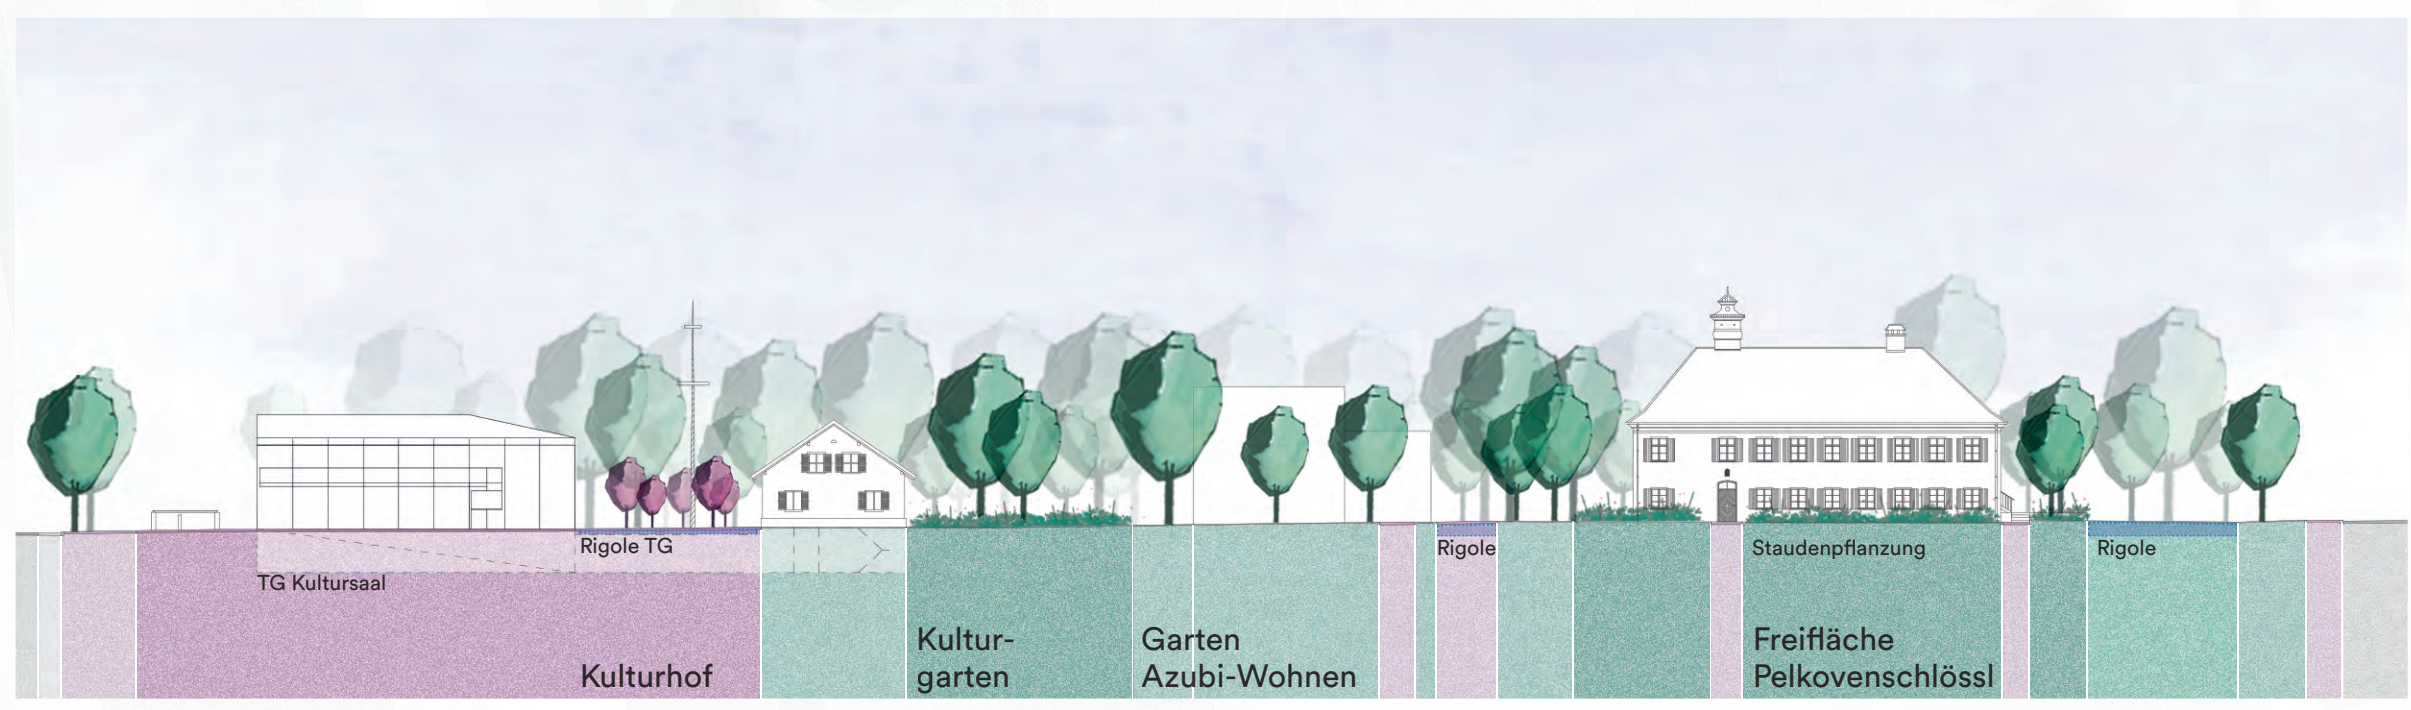 Rigole TG
TG Kultursaal
Kulturhof
Kultur-
garten
Garten
Azubi-Wohnen
Rigole
Staudenpflanzung
Freifläche
Pelkovenschlössl
Rigole